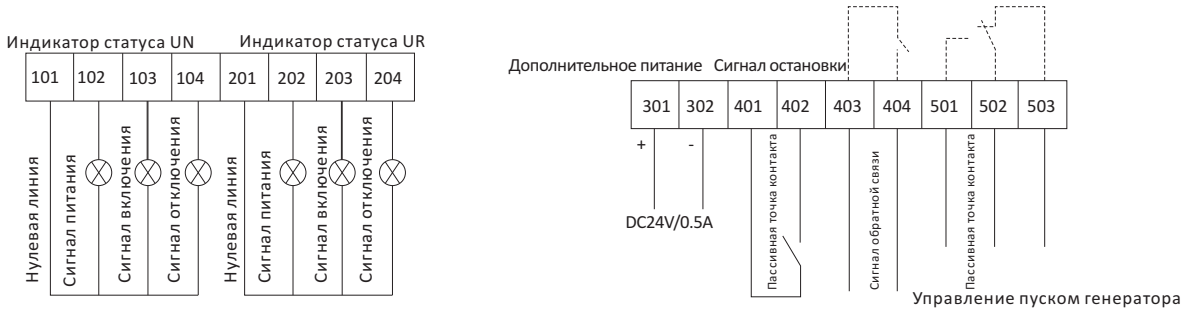 Индикатор статуса UN
Индикатор статуса UR
101 102 103 104 201 202 203 204
Нулевая линия
Сигнал питания
Сигнал включения
Сигнал отключения
Нулевая линия
Сигнал питания
Сигнал включения
Сигнал отключения
Дополнительное питание
Сигнал остановки
301 302 401 402 403 404 501 502 503
+ -
DC24V/0.5A
Пассивная точка контакта
Сигнал обратной связи
Пассивная точка контакта
Управление пуском генератора